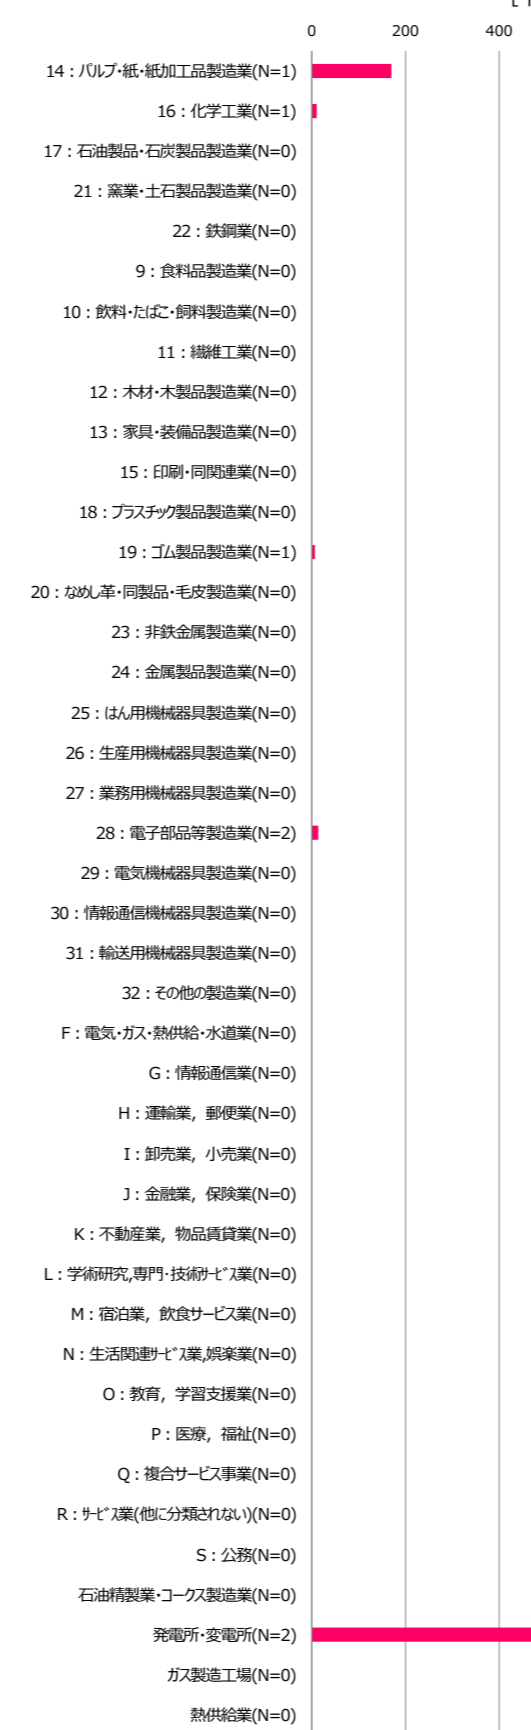 0 200 400
14：パルプ・紙・紙加工品製造業(N=1)
16：化学工業(N=1)
17：石油製品・石炭製品製造業(N=0)
21：窯業・土石製品製造業(N=0)
22：鉄鋼業(N=0)
9：食料品製造業(N=0)
10：飲料・たばこ・飼料製造業(N=0)
11：繊維工業(N=0)
12：木材・木製品製造業(N=0)
13：家具・装備品製造業(N=0)
15：印刷・同関連業(N=0)
18：プラスチック製品製造業(N=0)
19：ゴム製品製造業(N=1)
20：なめし革・同製品・毛皮製造業(N=0)
23：非鉄金属製造業(N=0)
24：金属製品製造業(N=0)
25：はん用機械器具製造業(N=0)
26：生産用機械器具製造業(N=0)
27：業務用機械器具製造業(N=0)
28：電子部品等製造業(N=2)
29：電気機械器具製造業(N=0)
30：情報通信機械器具製造業(N=0)
31：輸送用機械器具製造業(N=0)
32：その他の製造業(N=0)
F：電気・ガス・熱供給・水道業(N=0)
G：情報通信業(N=0)
H：運輸業，郵便業(N=0)
I：卸売業，小売業(N=0)
J：金融業，保険業(N=0)
K：不動産業，物品賃貸業(N=0)
L：学術研究,専門・技術ｻｰﾋﾞｽ業(N=0)
M：宿泊業，飲食サービス業(N=0)
N：生活関連ｻｰﾋﾞｽ業,娯楽業(N=0)
O：教育，学習支援業(N=0)
P：医療，福祉(N=0)
Q：複合サービス事業(N=0)
R：ｻｰﾋﾞｽ業(他に分類されない)(N=0)
S：公務(N=0)
石油精製業・コークス製造業(N=0)
発電所・変電所(N=2)
ガス製造工場(N=0)
熱供給業(N=0)